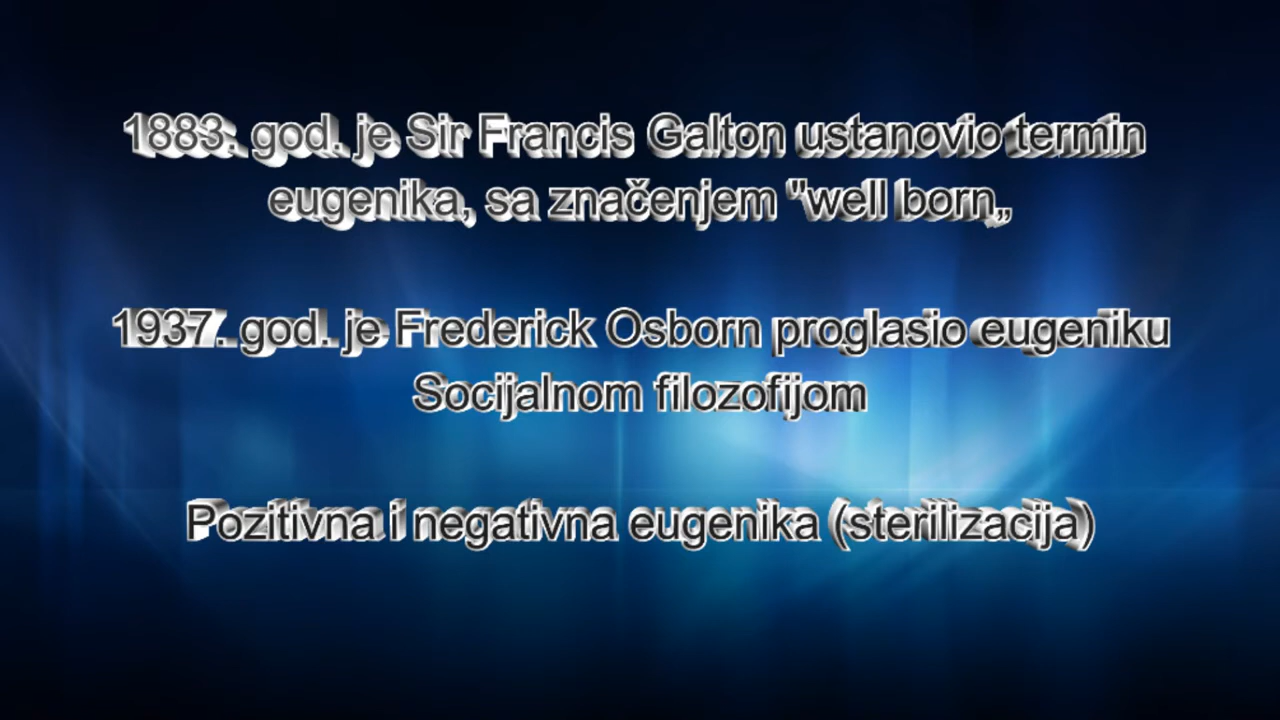 1883. god. je Sir Francis Galton ustanovio termin
eugenika, sa značenjem "well born„
1937. god. je Frederick Osborn proglasio eugeniku
Socijalnom filozofijom
Pozitivna i negativna eugenika (sterilizacija)